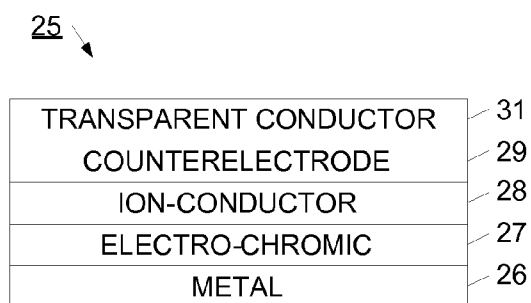 25
TRANSPARENT CONDUCTOR 31
COUNTERELECTRODE 29
ION-CONDUCTOR 28
ELECTRO-CHROMIC 27
METAL 26